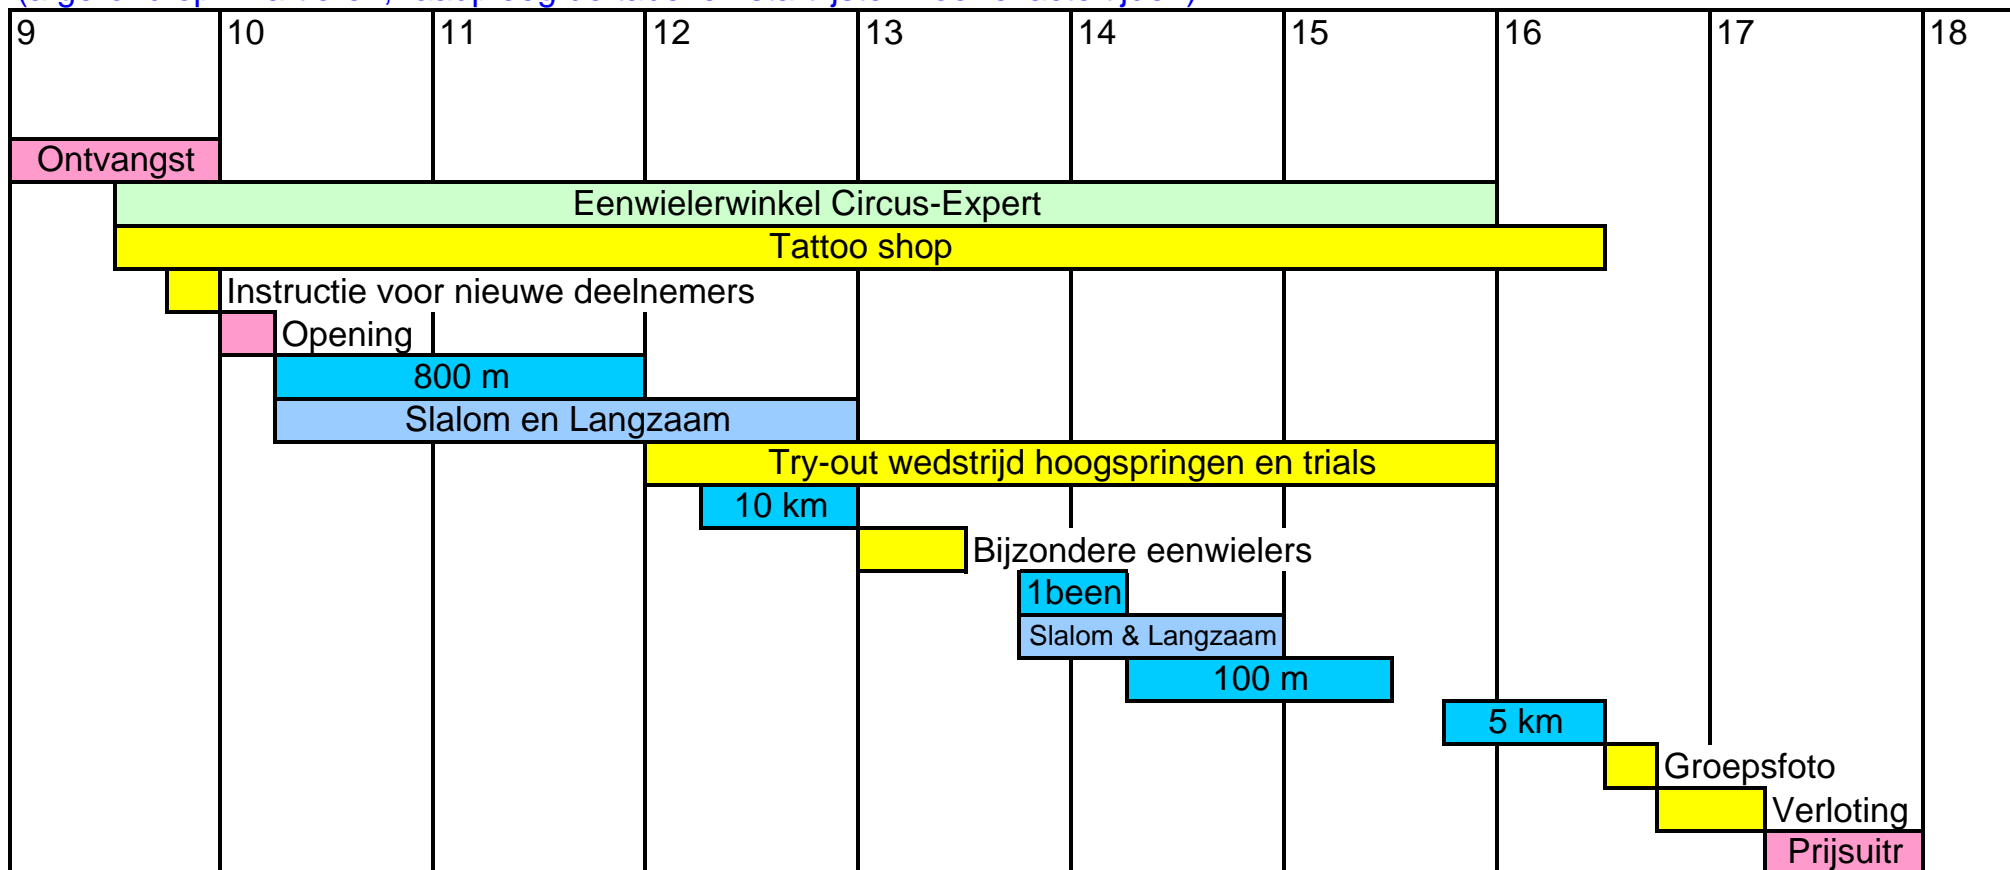 9 10 11 12 13 14 15 16 17 18
Ontvangst
Eenwielerwinkel Circus-Expert
Tattoo shop
Instructie voor nieuwe deelnemers
Opening
800 m
Slalom en Langzaam
Try-out wedstrijd hoogspringen en trials
10 km
Bijzondere eenwielers
1been
Slalom & Langzaam
100 m
5 km
Groepsfoto
Verloting
Prijsuitr